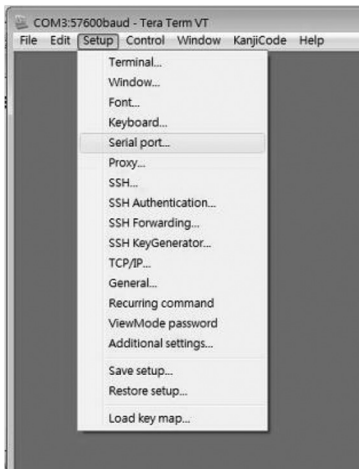 COM3:57600baud - Tera Term VT
File Edit Setup Control Window KanjiCode Help
Terminal...
Window...
Font...
Keyboard...
Serial port...
Proxy...
SSH...
SSH Authentication...
SSH Forwarding...
SSH KeyGenerator...
TCP/IP...
General...
Recurring command
ViewMode password
Additional settings...
Save setup...
Restore setup...
Load key map...